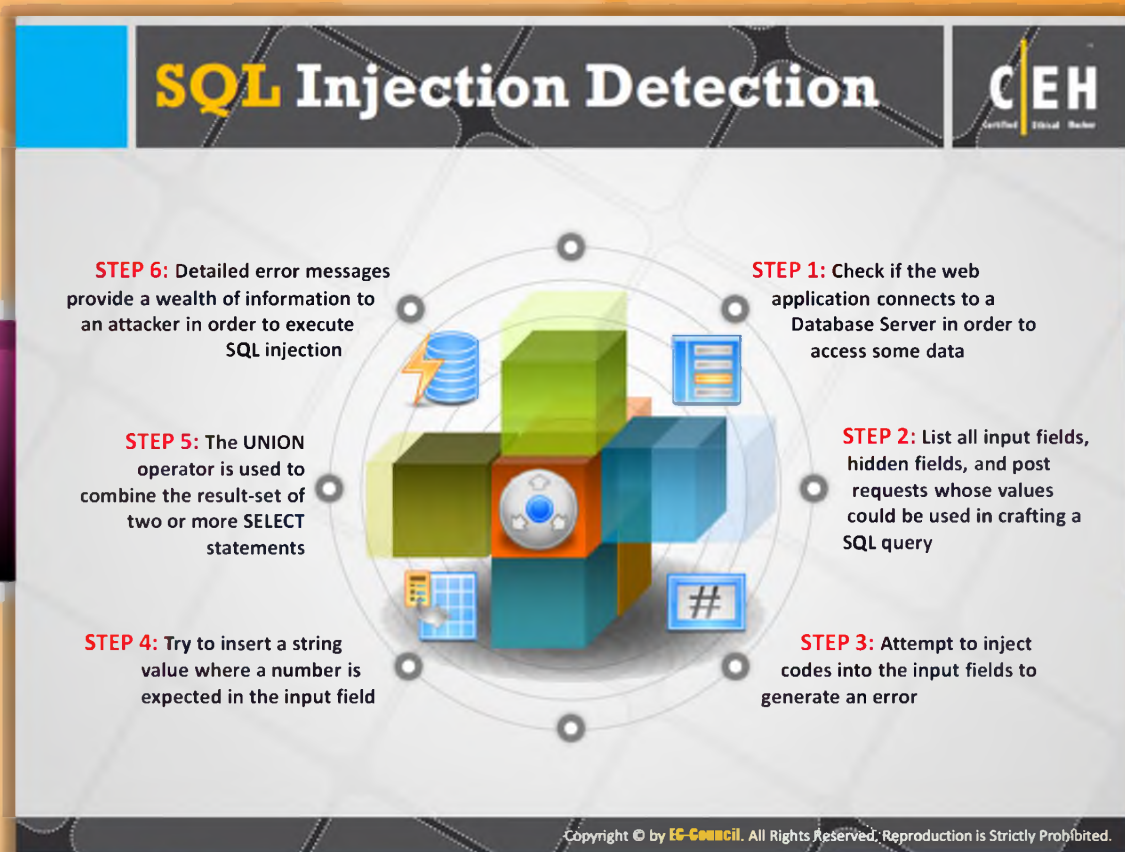 SQL Injection Detection
C|EH
Certified Ethical Hacker
STEP 1: Check if the web
application connects to a
Database Server in order to
access some data
STEP 2: List all input fields,
hidden fields, and post
requests whose values
could be used in crafting a
SQL query
STEP 3: Attempt to inject
codes into the input fields to
generate an error
STEP 4: Try to insert a string
value where a number is
expected in the input field
STEP 5: The UNION
operator is used to
combine the result-set of
two or more SELECT
statements
STEP 6: Detailed error messages
provide a wealth of information to
an attacker in order to execute
SQL injection
#
Copyright © by EC-Council. All Rights Reserved. Reproduction is Strictly Prohibited.